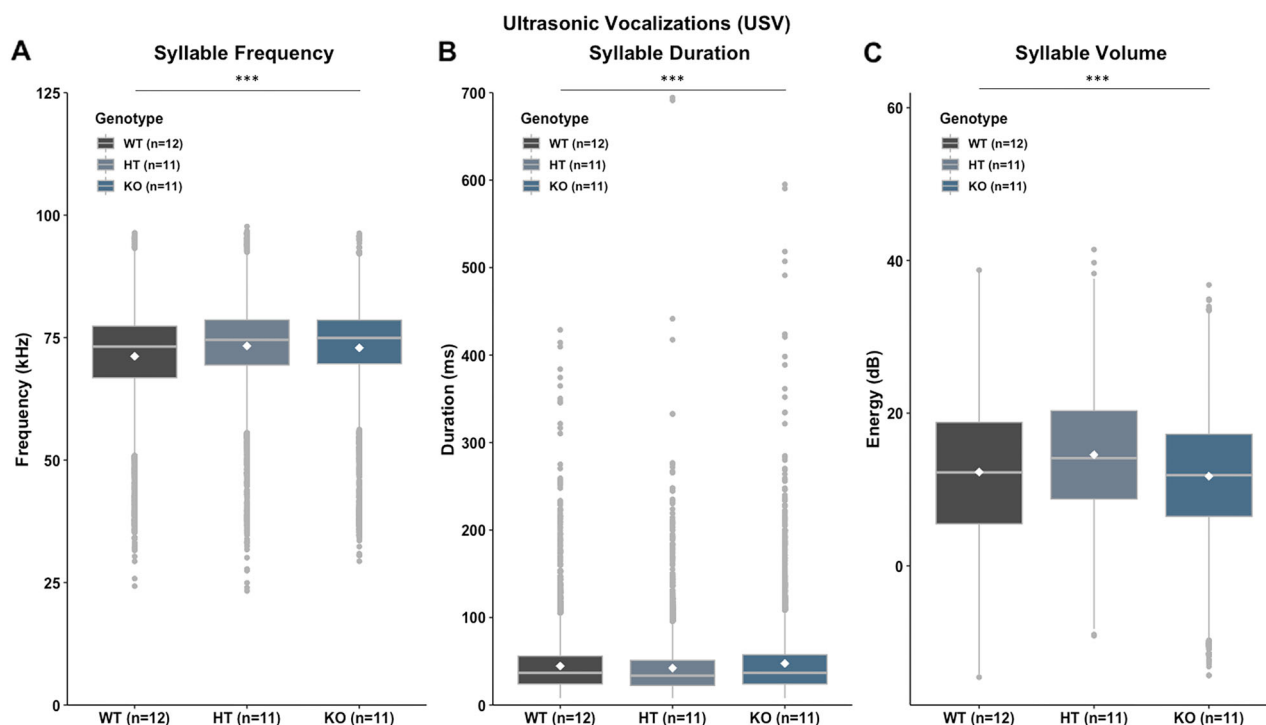 Ultrasonic Vocalizations (USV)
A
Syllable Frequency
***
125
100
75
50
25
0
Frequency (kHz)
Genotype
WT (n=12)
HT (n=11)
KO (n=11)
WT (n=12)
HT (n=11)
KO (n=11)
B
Syllable Duration
***
700
600
500
400
300
200
100
0
Duration (ms)
Genotype
WT (n=12)
HT (n=11)
KO (n=11)
WT (n=12)
HT (n=11)
KO (n=11)
C
Syllable Volume
***
60
40
20
0
Energy (dB)
Genotype
WT (n=12)
HT (n=11)
KO (n=11)
WT (n=12)
HT (n=11)
KO (n=11)